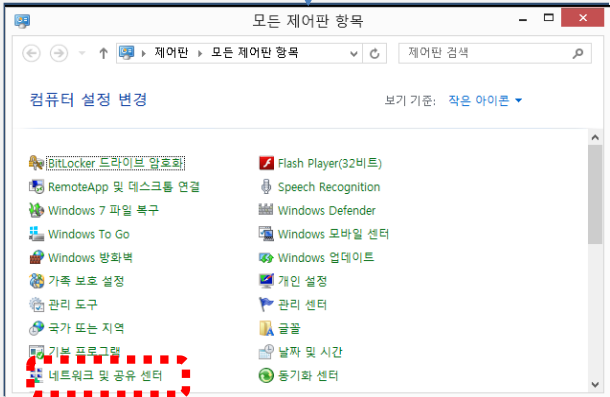 모든 제어판 항목
제어판 모든 제어판 항목 제어판 검색
컴퓨터 설정 변경 보기 기준: 작은 아이콘
BitLocker 드라이브 암호화 Flash Player(32비트)
RemoteApp 및 데스크톱 연결 Speech Recognition
Windows 7 파일 복구 Windows Defender
Windows To Go Windows 모바일 센터
Windows 방화벽 Windows 업데이트
가족 보호 설정 개인 설정
관리 도구 관리 센터
국가 또는 지역 글꼴
기본 프로그램 날짜 및 시간
네트워크 및 공유 센터 동기화 센터